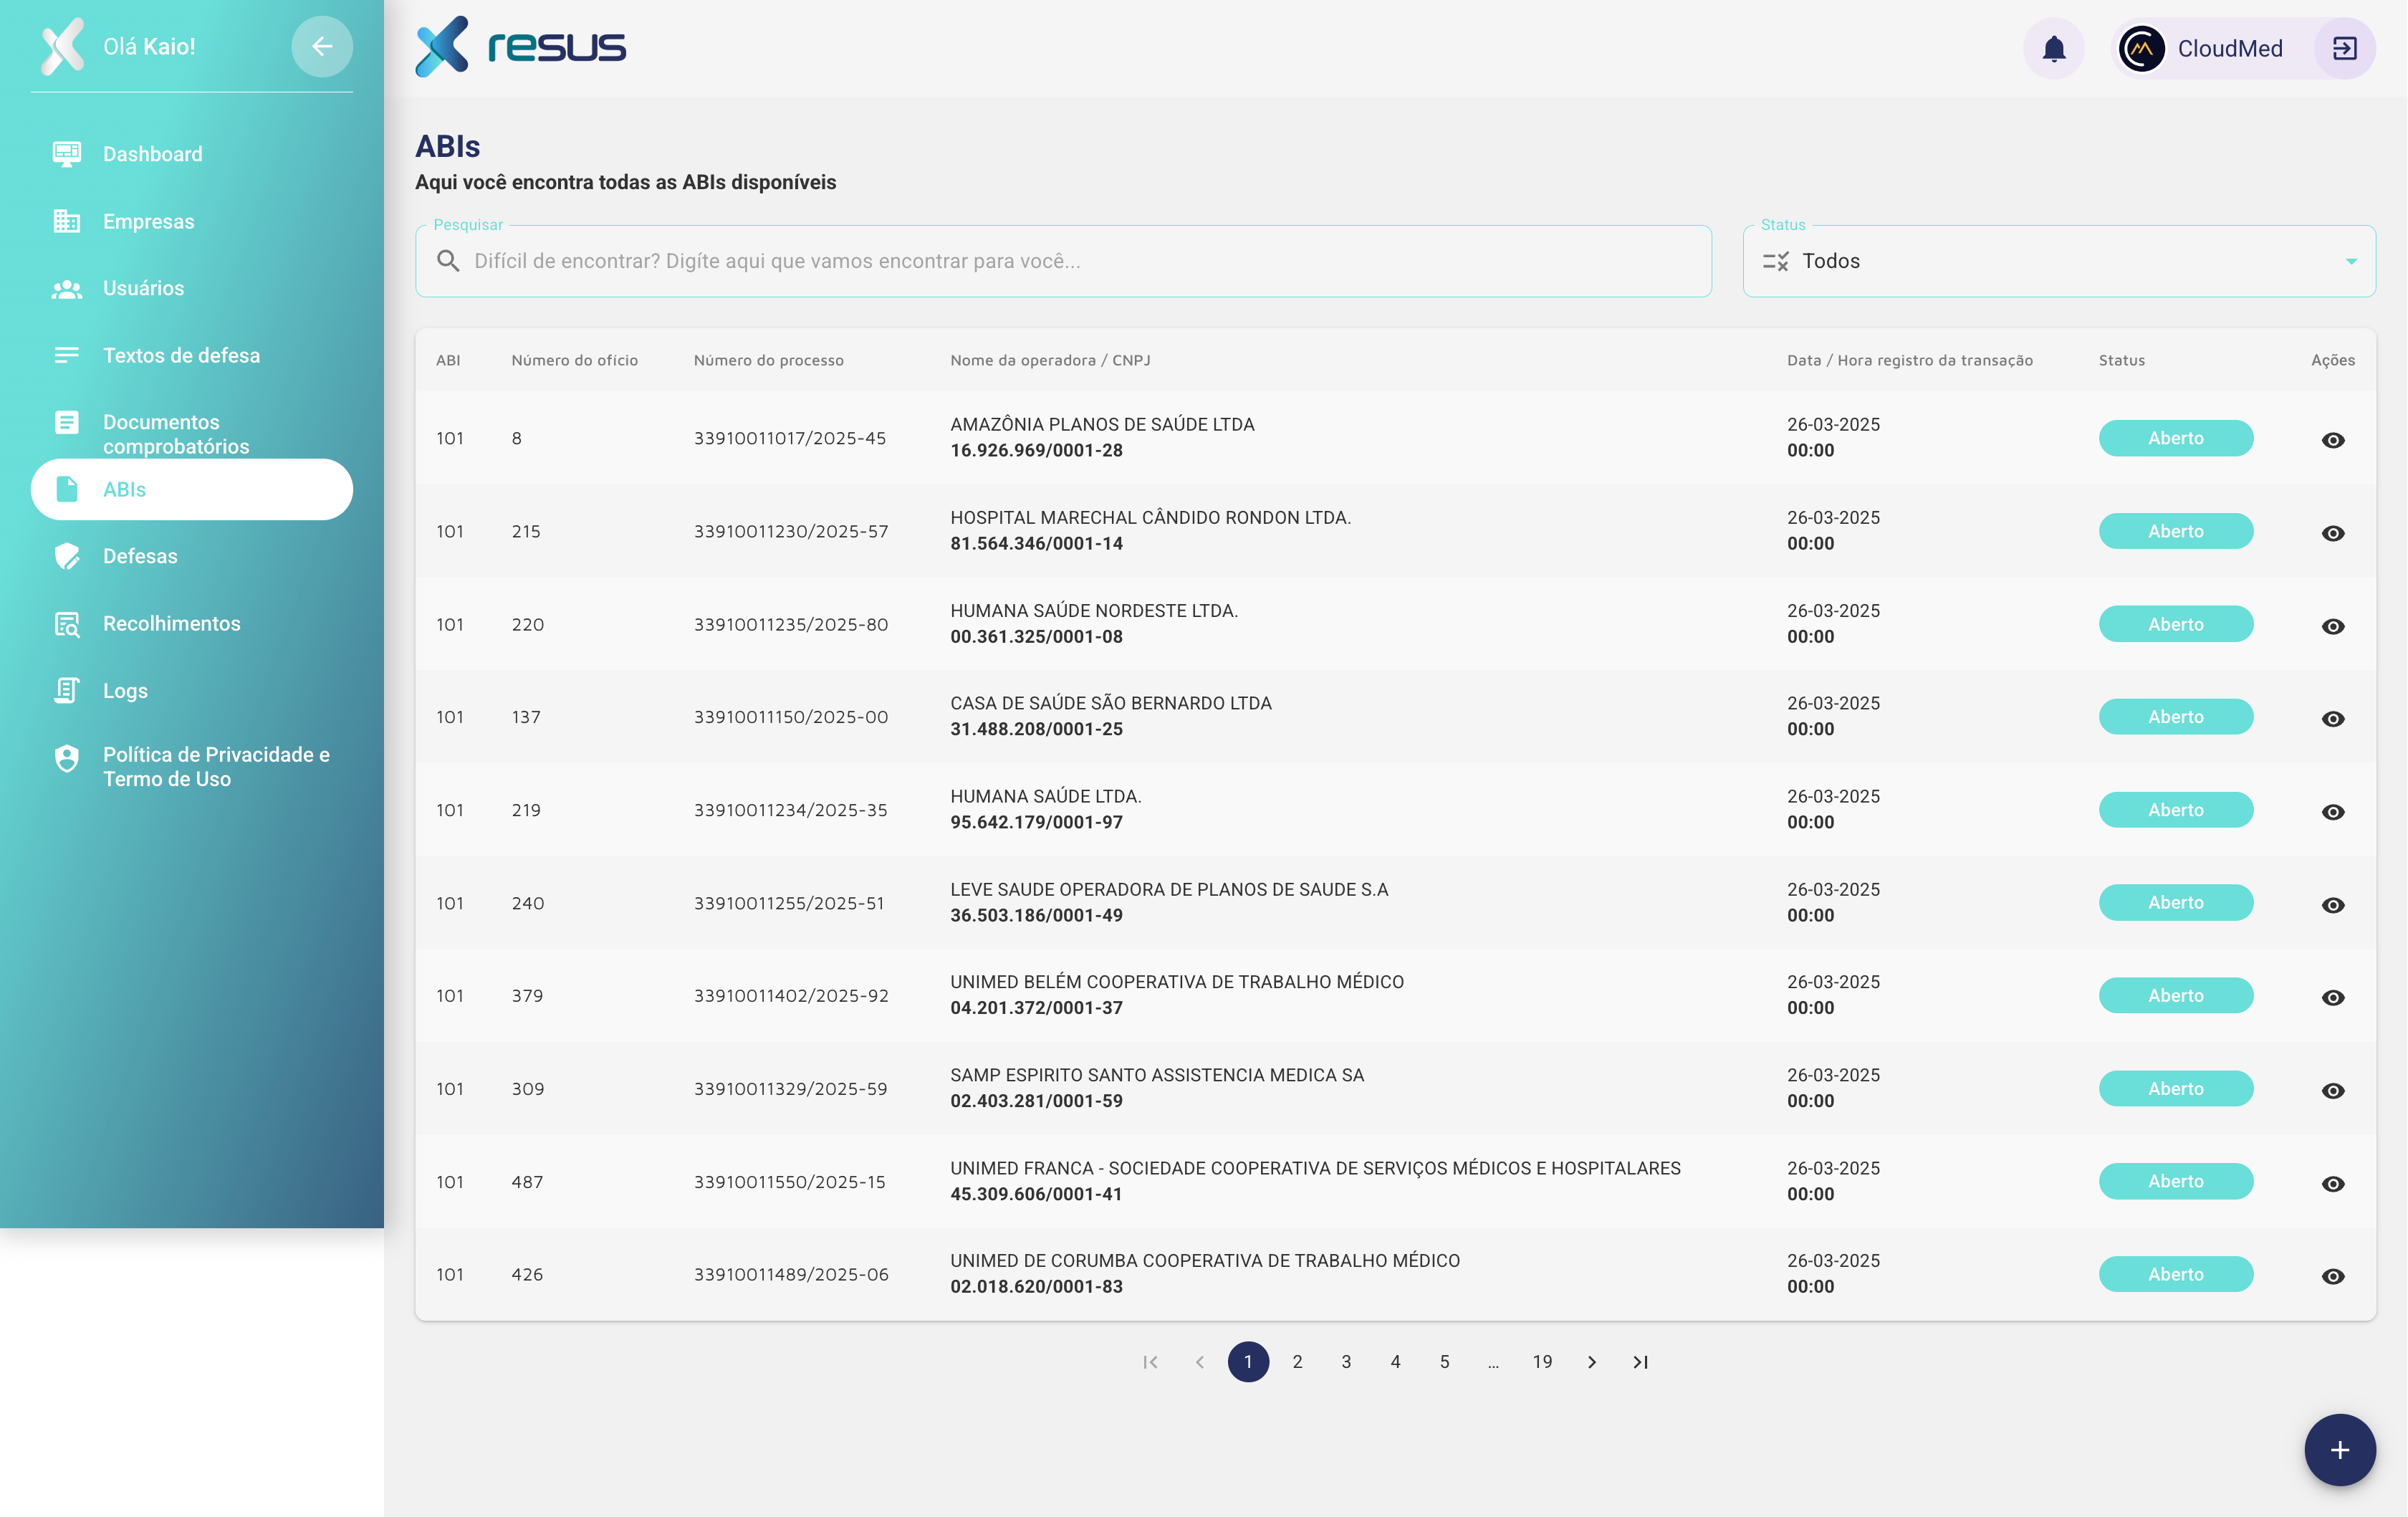 Olá Kaio!
Dashboard
Empresas
Usuários
Textos de defesa
Documentos
comprobatórios
ABIs
Defesas
Recolhimentos
Logs
Política de Privacidade e
Termo de Uso
resus
CloudMed
ABIs
Aqui você encontra todas as ABIs disponíveis
Pesquisar
Difícil de encontrar? Digíte aqui que vamos encontrar para você...
Status
Todos
ABI Número do ofício Número do processo Nome da operadora / CNPJ Data / Hora registro da transação Status Ações
101 8 33910011017/2025-45 AMAZÔNIA PLANOS DE SAÚDE LTDA 26-03-2025 Aberto
16.926.969/0001-28 00:00
101 215 33910011230/2025-57 HOSPITAL MARECHAL CÂNDIDO RONDON LTDA. 26-03-2025 Aberto
81.564.346/0001-14 00:00
101 220 33910011235/2025-80 HUMANA SAÚDE NORDESTE LTDA. 26-03-2025 Aberto
00.361.325/0001-08 00:00
101 137 33910011150/2025-00 CASA DE SAÚDE SÃO BERNARDO LTDA 26-03-2025 Aberto
31.488.208/0001-25 00:00
101 219 33910011234/2025-35 HUMANA SAÚDE LTDA. 26-03-2025 Aberto
95.642.179/0001-97 00:00
101 240 33910011255/2025-51 LEVE SAUDE OPERADORA DE PLANOS DE SAUDE S.A 26-03-2025 Aberto
36.503.186/0001-49 00:00
101 379 33910011402/2025-92 UNIMED BELÉM COOPERATIVA DE TRABALHO MÉDICO 26-03-2025 Aberto
04.201.372/0001-37 00:00
101 309 33910011329/2025-59 SAMP ESPIRITO SANTO ASSISTENCIA MEDICA SA 26-03-2025 Aberto
02.403.281/0001-59 00:00
101 487 33910011550/2025-15 UNIMED FRANCA - SOCIEDADE COOPERATIVA DE SERVIÇOS MÉDICOS E HOSPITALARES 26-03-2025 Aberto
45.309.606/0001-41 00:00
101 426 33910011489/2025-06 UNIMED DE CORUMBA COOPERATIVA DE TRABALHO MÉDICO 26-03-2025 Aberto
02.018.620/0001-83 00:00
1 2 3 4 5 ... 19